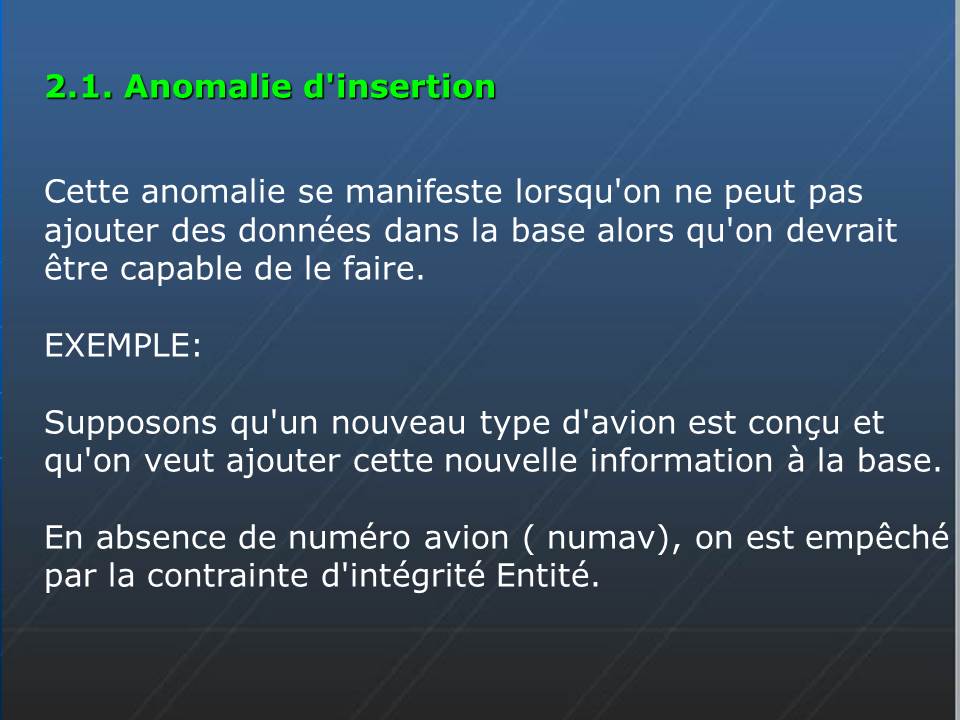 2.1. Anomalie d'insertion
Cette anomalie se manifeste lorsqu'on ne peut pas
ajouter des données dans la base alors qu'on devrait
être capable de le faire.
EXEMPLE:
Supposons qu'un nouveau type d'avion est conçu et
qu'on veut ajouter cette nouvelle information à la base.
En absence de numéro avion ( numav), on est empêché
par la contrainte d'intégrité Entité.